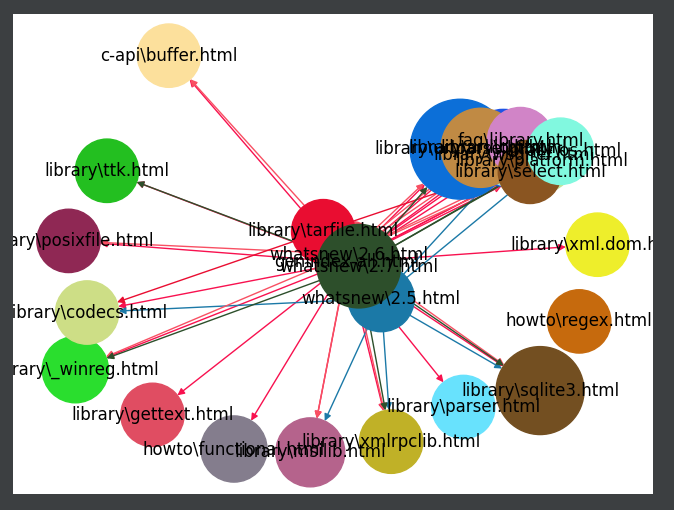 c-api\buffer.html
faq\library.html
library\platform.html
library\select.html
library\ttk.html
library\tarfile.html
ary\posixfile.html
library\xml.dom.h
whatsnew\2.6.html
genindex-all.html
whatsnew\2.7.html
whatsnew\2.5.html
library\codecs.html
howto\regex.html
rary\_winreg.html
library\sqlite3.html
library\gettext.html
library\parser.html
howto\functional.html
library\msilib.html
library\xmlrpclib.html